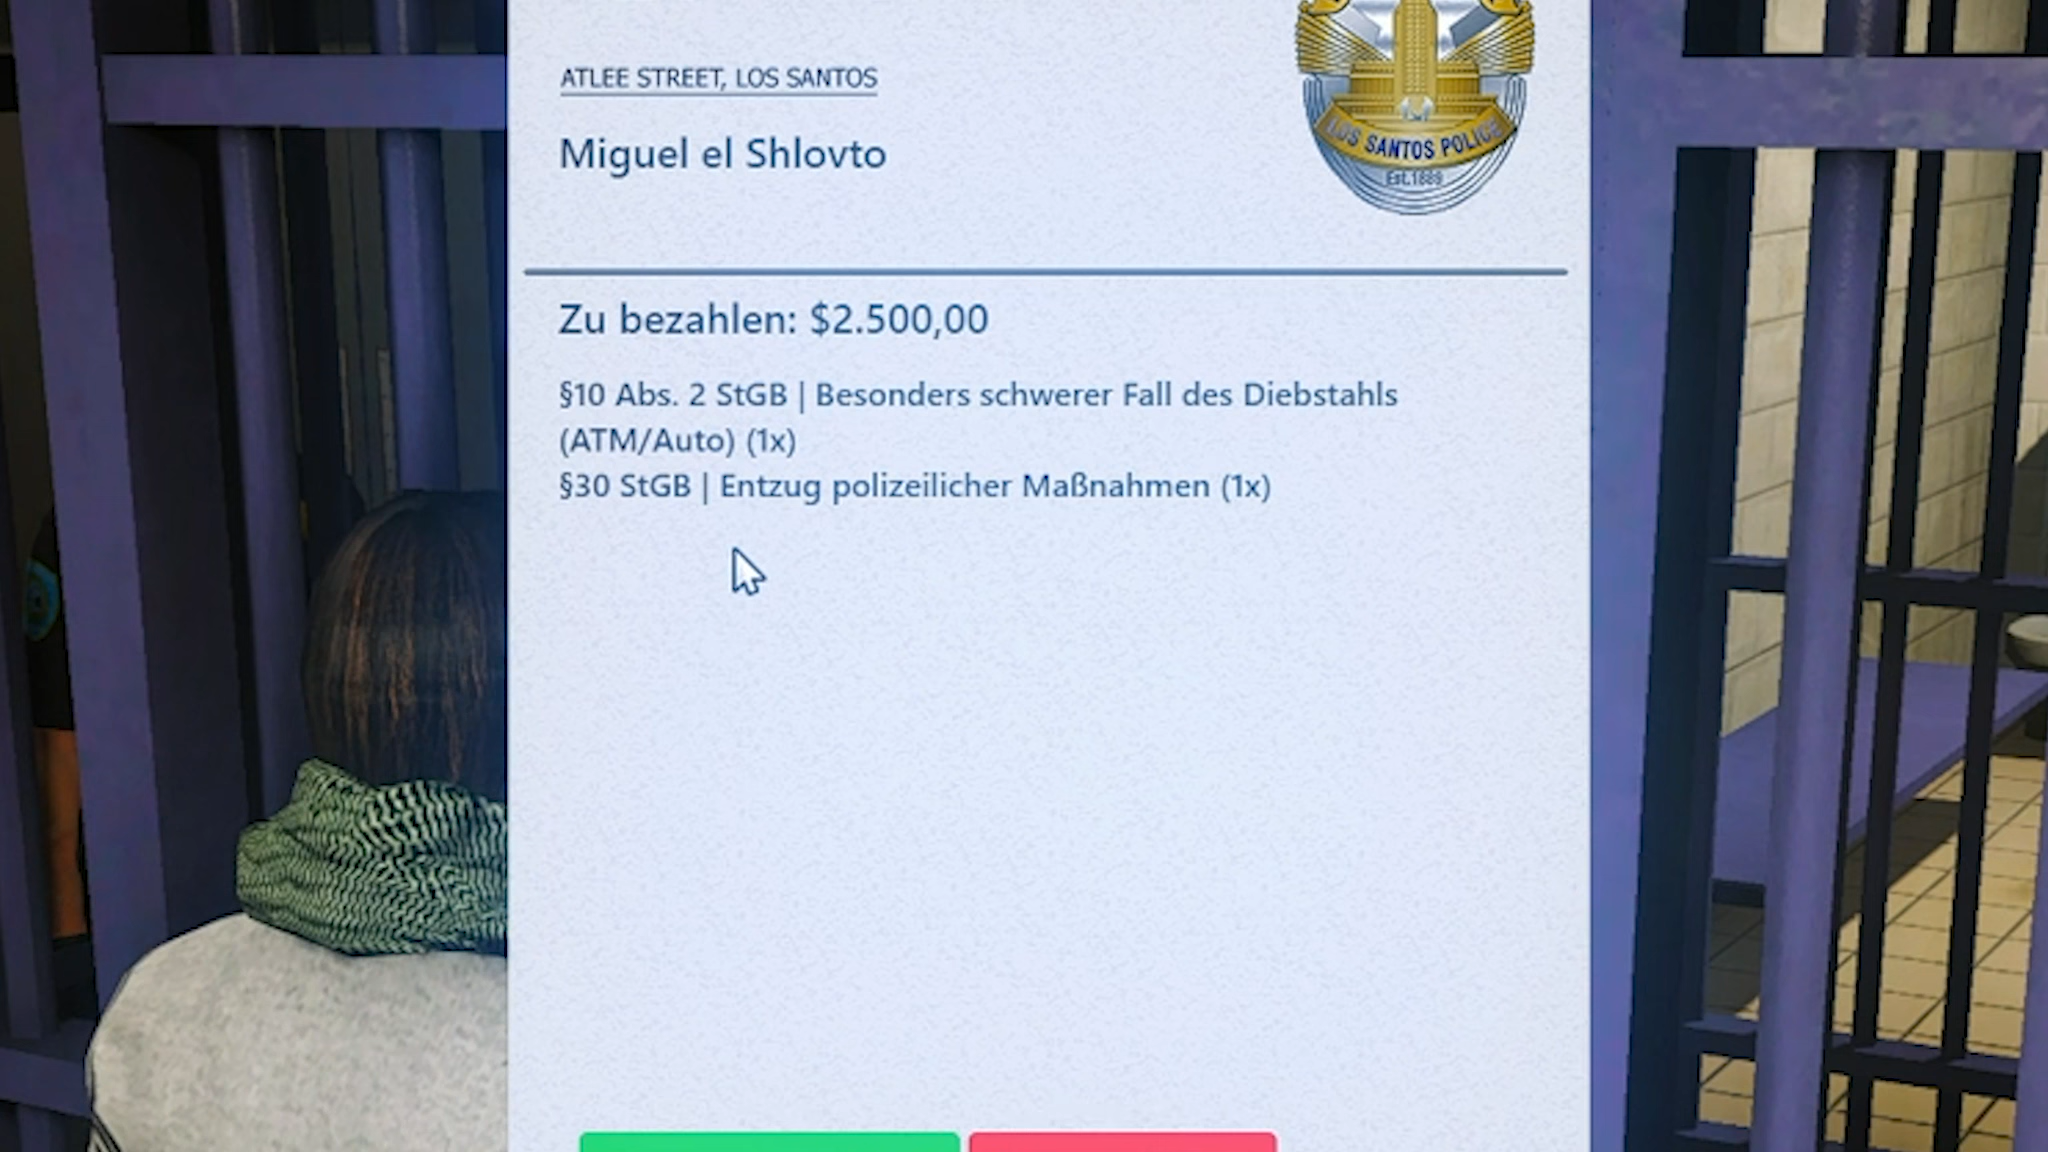 ATLEE STREET, LOS SANTOS
Miguel el Shlovto
LOS SANTOS POLICE
Est.1889
Zu bezahlen: $2.500,00
§10 Abs. 2 StGB | Besonders schwerer Fall des Diebstahls
(ATM/Auto) (1x)
§30 StGB | Entzug polizeilicher Maßnahmen (1x)